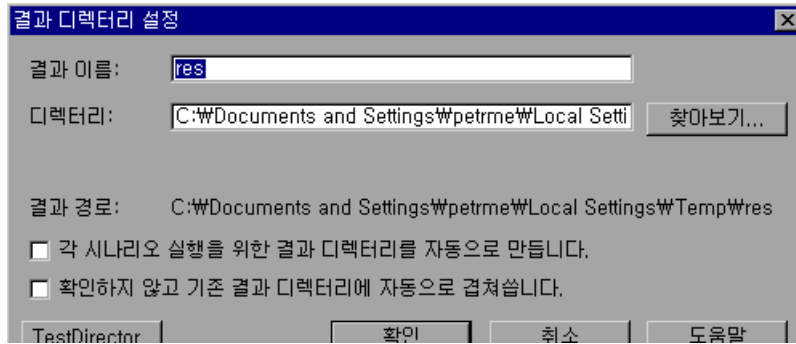 결과 디렉터리 설정
결과 이름: res
디렉터리: C:₩Documents and Settings₩petrme₩Local Setti 찾아보기...
결과 경로: C:₩Documents and Settings₩petrme₩Local Settings₩Temp₩res
각 시나리오 실행을 위한 결과 디렉터리를 자동으로 만듭니다.
확인하지 않고 기존 결과 디렉터리에 자동으로 겹쳐씁니다.
TestDirector 확인 취소 도움말